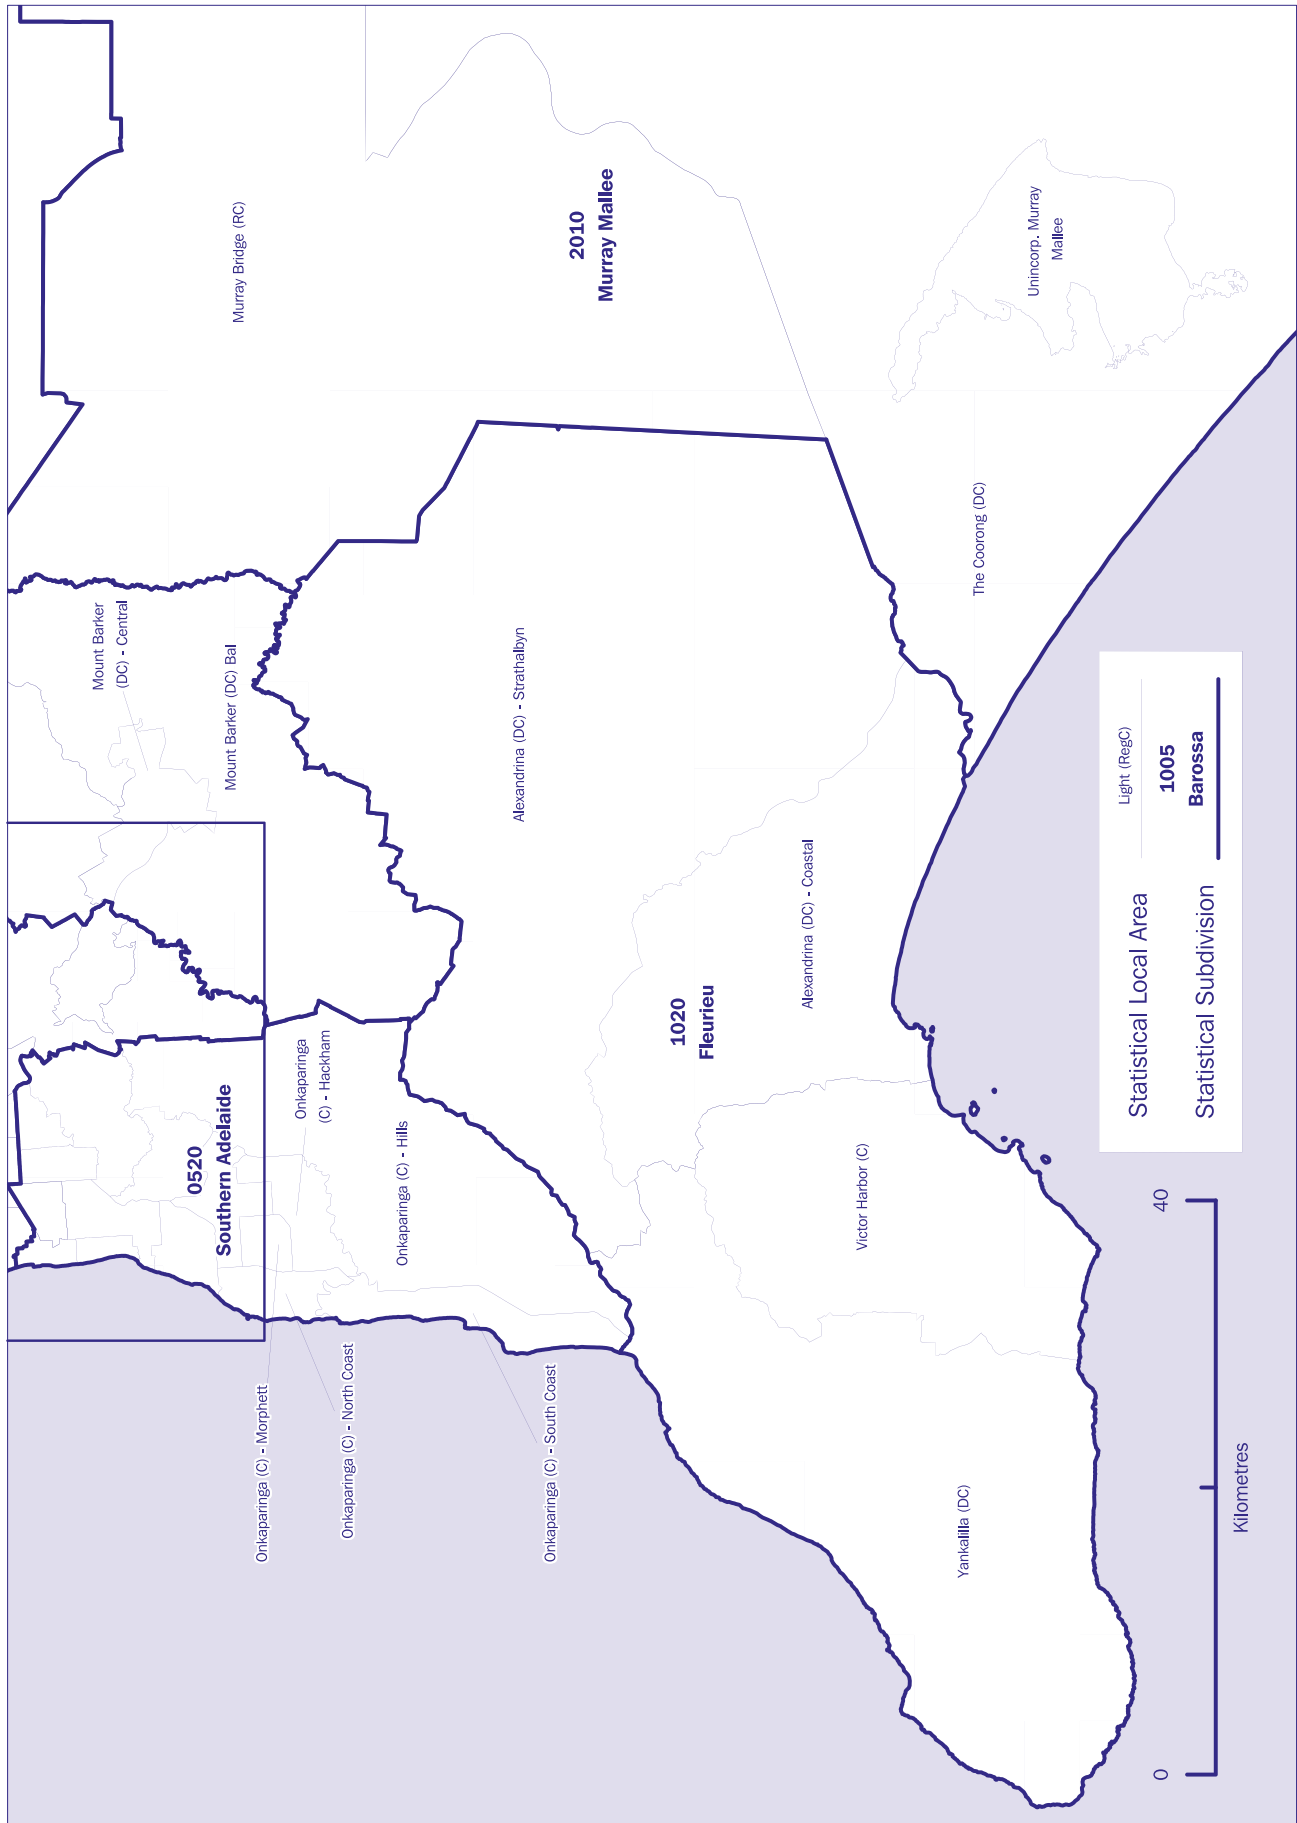 Mount Barker
(DC) - Central
Mount Barker (DC) Bal
Murray Bridge (RC)
2010
Murray Mallee
Unincorp. Murray
Mallee
The Coorong (DC)
Alexandrina (DC) - Strathalbyn
Alexandrina (DC) - Coastal
1020
Fleurieu
Victor Harbor (C)
Yankalilla (DC)
0520
Southern Adelaide
Onkaparinga
(C) - Hackham
Onkaparinga (C) - Hills
Onkaparinga (C) - Morphett
Onkaparinga (C) - North Coast
Onkaparinga (C) - South Coast
Statistical Local Area
Light (RegC)
Statistical Subdivision
1005
Barossa
0
40
Kilometres